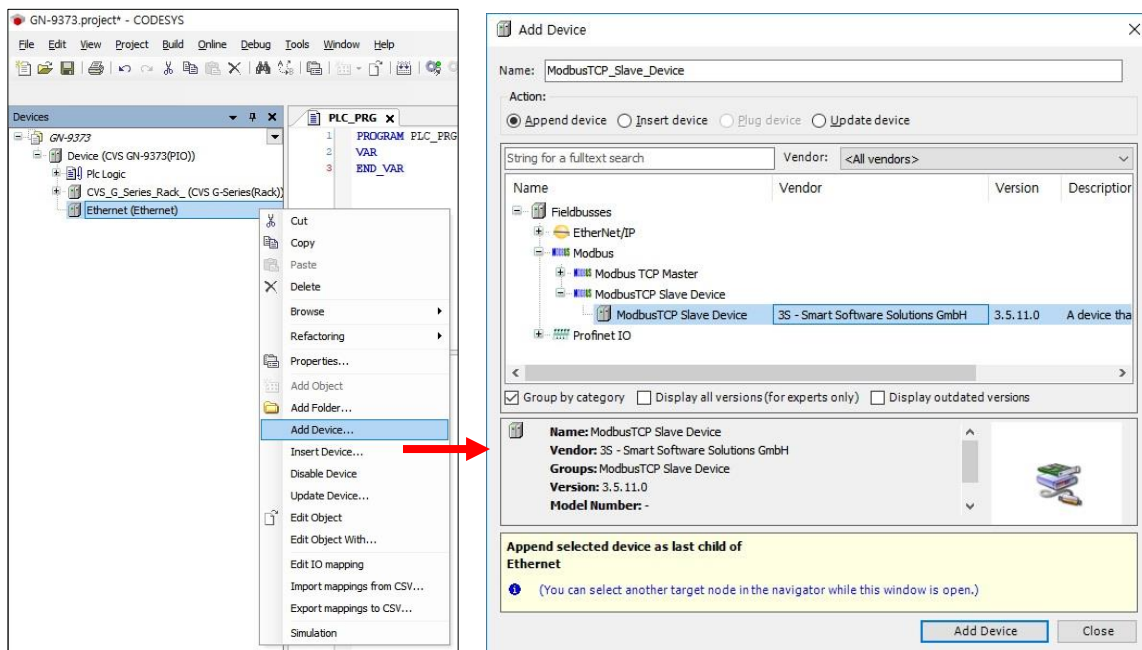 GN-9373.project* - CODESYS
File Edit View Project Build Online Debug Tools Window Help
Devices
GN-9373
Device (CVS GN-9373(PIO))
Plc Logic
CVS_G_Series_Rack_ (CVS G-Series(Rack))
Ethernet (Ethernet)
PLC_PRG
1 PROGRAM PLC_PRG
2 VAR
3 END_VAR
Cut
Copy
Paste
Delete
Browse
Refactoring
Properties...
Add Object
Add Folder...
Add Device...
Insert Device...
Disable Device
Update Device...
Edit Object
Edit Object With...
Edit IO mapping
Import mappings from CSV...
Export mappings to CSV...
Simulation
Add Device
Name: ModbusTCP_Slave_Device
Action:
Append device Insert device Plug device Update device
String for a fulltext search Vendor: <All vendors>
Name Vendor Version Description
Fieldbusses
EtherNet/IP
Modbus
Modbus TCP Master
ModbusTCP Slave Device
ModbusTCP Slave Device 3S - Smart Software Solutions GmbH 3.5.11.0 A device tha
Profinet IO
Group by category Display all versions (for experts only) Display outdated versions
Name: ModbusTCP Slave Device
Vendor: 3S - Smart Software Solutions GmbH
Groups: ModbusTCP Slave Device
Version: 3.5.11.0
Model Number: -
Append selected device as last child of
Ethernet
(You can select another target node in the navigator while this window is open.)
Add Device Close